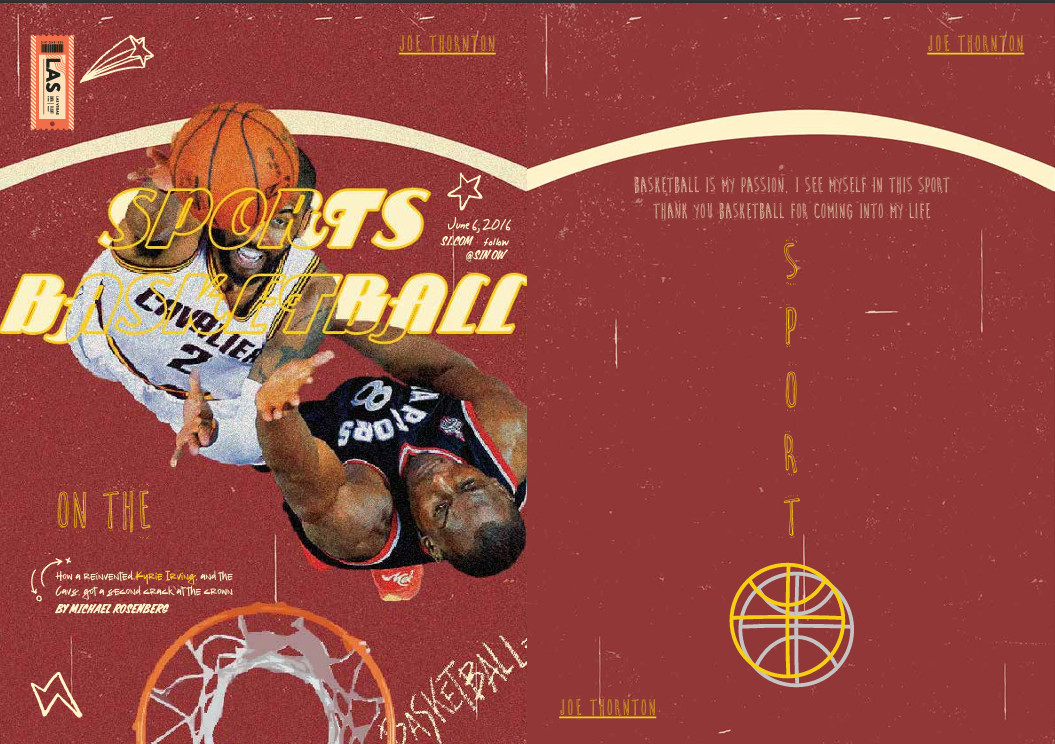 LAS
JOE THORNTON
SPORTS
BASKETBALL
June 6, 2016
SI.COM follow
@SINOW
CAVALIERS
2
RAPTORS
8
ON THE
How a reinvented Kyrie Irving, and the
Cavs, got a second crack at the crown
BY MICHAEL ROSENBERG
BASKETBALL
JOE THORNTON
BASKETBALL IS MY PASSION, I SEE MYSELF IN THIS SPORT
THANK YOU BASKETBALL FOR COMING INTO MY LIFE
S
P
O
R
T
JOE THORNTON